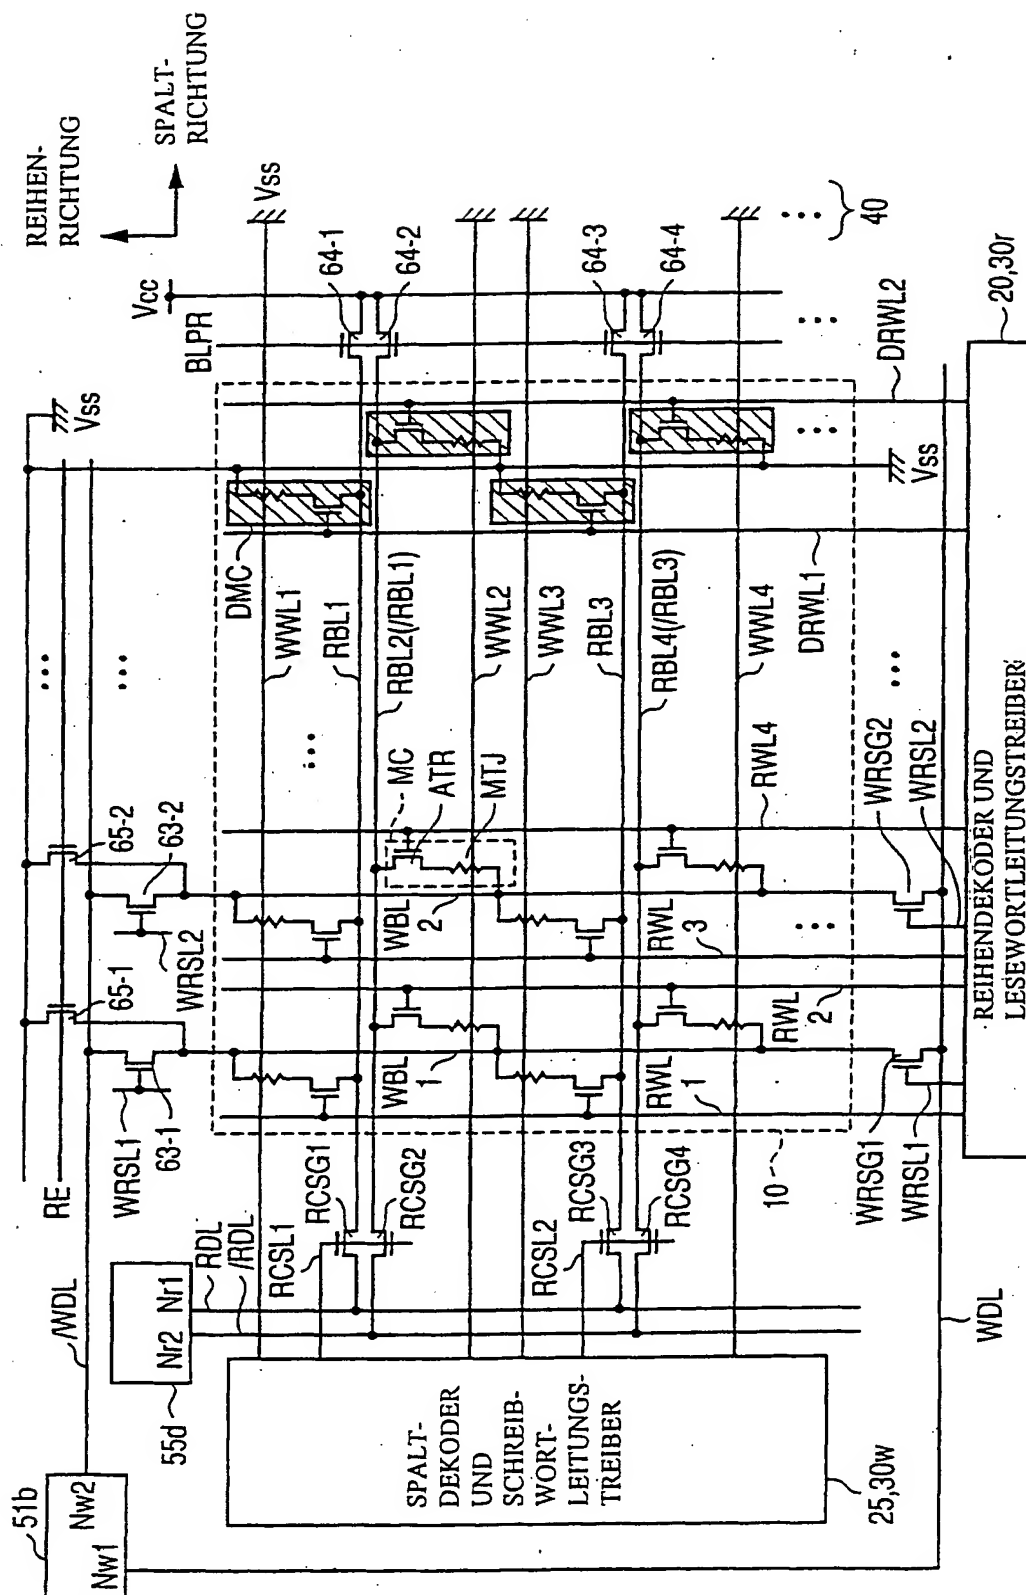 REIHEN-
RICHTUNG
SPALT-
RICHTUNG
51b
Nw2
Nw1
/WDL
RE
Vss
Vcc
Vss
BLPR
55d
Nr2
Nr1
RDL
/RDL
WRSL1
63-1
65-1
WRSL2
63-2
65-2
...
...
64-1
64-2
64-3
64-4
40
...
...
SPALT-
DEKODER
UND
SCHREIB
WORT-
LEITUNGS-
TREIBER
25,30w
RCSL1
RCSG1
RCSG2
RCSL2
RCSG3
RCSG4
DMC
WWL1
RBL1
RBL2(/RBL1)
WWL2
WWL3
RBL3
RBL4(/RBL3)
WWL4
...
MC
ATR
MTJ
WBL
1
WBL
2
RWL
1
RWL
2
RWL
3
RWL4
...
...
...
DRWL1
DRWL2
Vss
10
WRSG1
WRSL1
WRSG2
WRSL2
WDL
REIHENDEKODER UND
LESEWORTLEITUNGSTREIBER
20,30r